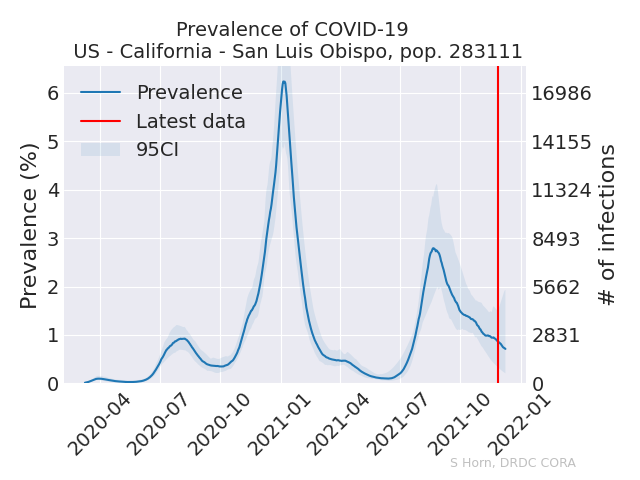 Prevalence of COVID-19
US - California - San Luis Obispo, pop. 283111
Prevalence
Latest data
95CI
Prevalence (%)
6
5
4
3
2
1
0
16986
14155
11324
8493
5662
2831
0
# of infections
2020-04
2020-07
2020-10
2021-01
2021-04
2021-07
2021-10
2022-01
S Horn, DRDC CORA